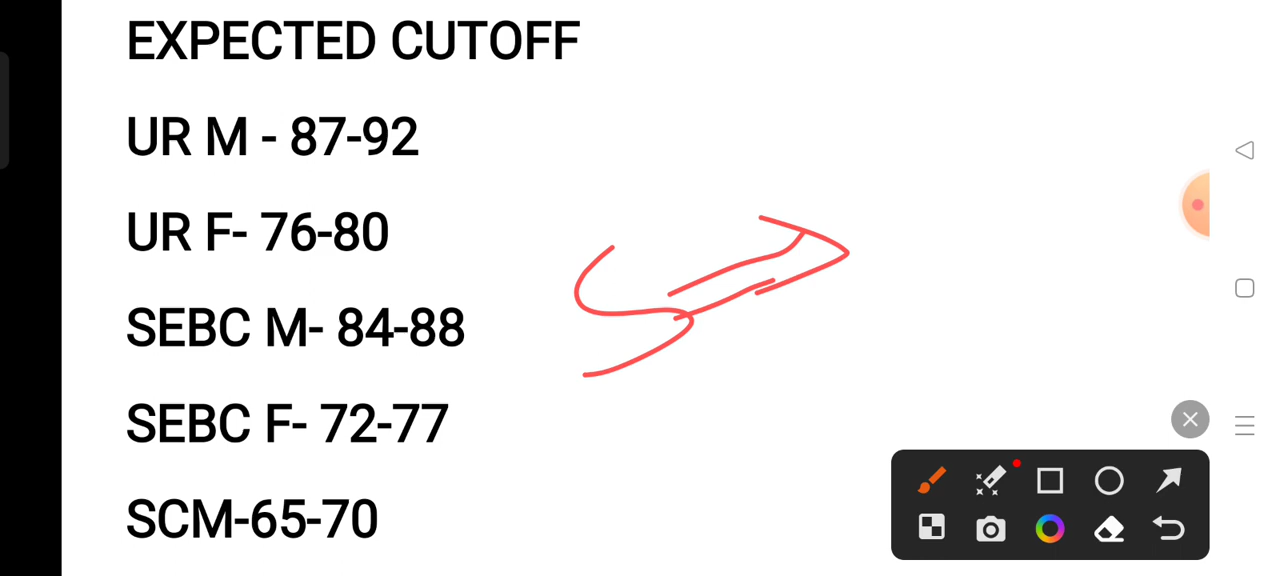 EXPECTED CUTOFF
UR M - 87-92
UR F- 76-80
SEBC M- 84-88
SEBC F- 72-77
SCM-65-70